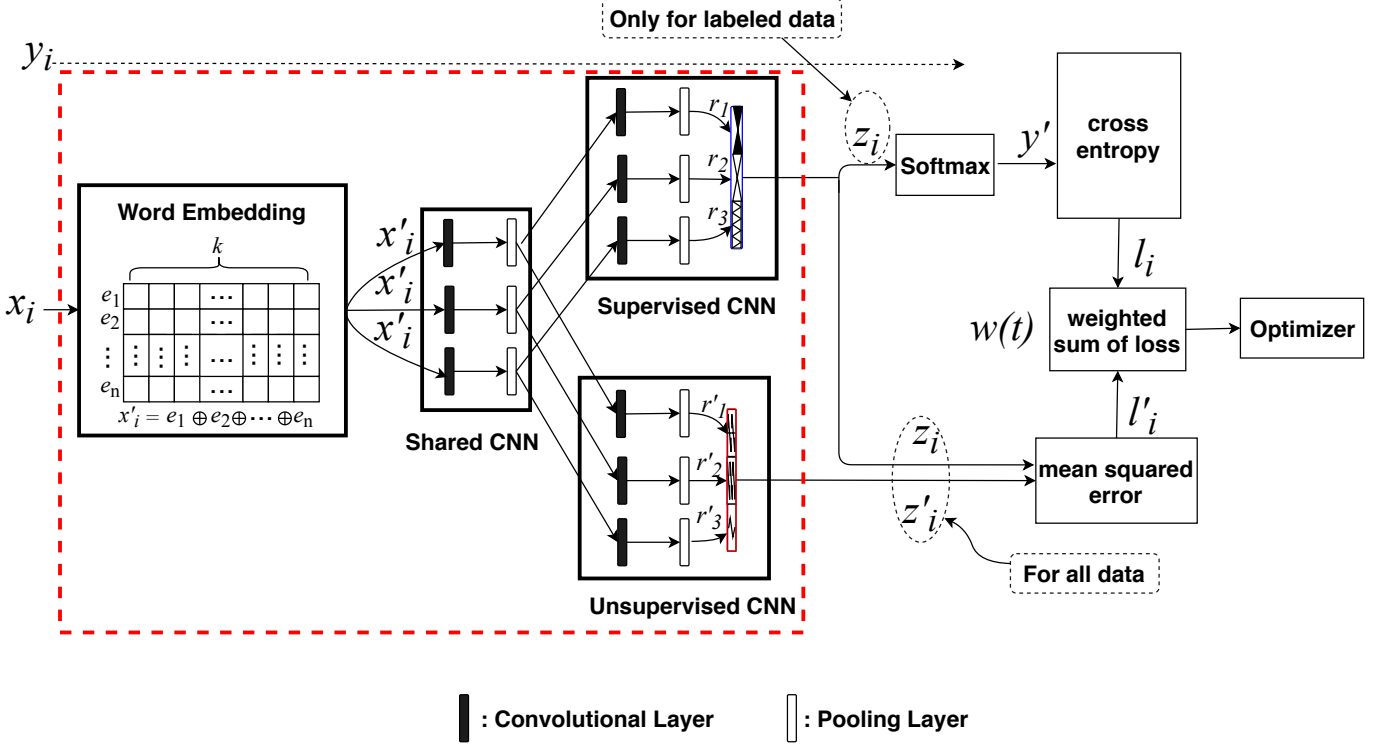 Only for labeled data
y_i
z_i
Softmax
y'
cross
entropy
r_1
r_2
r_3
Supervised CNN
Word Embedding
k
e_1 ...
e_2 ...
⋮ ⋮ ⋮ ⋮ ... ⋮ ⋮ ⋮
e_n ...
x'_i = e_1 ⊕ e_2 ⊕ ⋯ ⊕ e_n
x_i
x'_i
x'_i
x'_i
Shared CNN
l_i
w(t)
weighted
sum of loss
Optimizer
l'_i
r'_1
r'_2
r'_3
Unsupervised CNN
z_i
z'_i
mean squared
error
For all data
: Convolutional Layer
: Pooling Layer